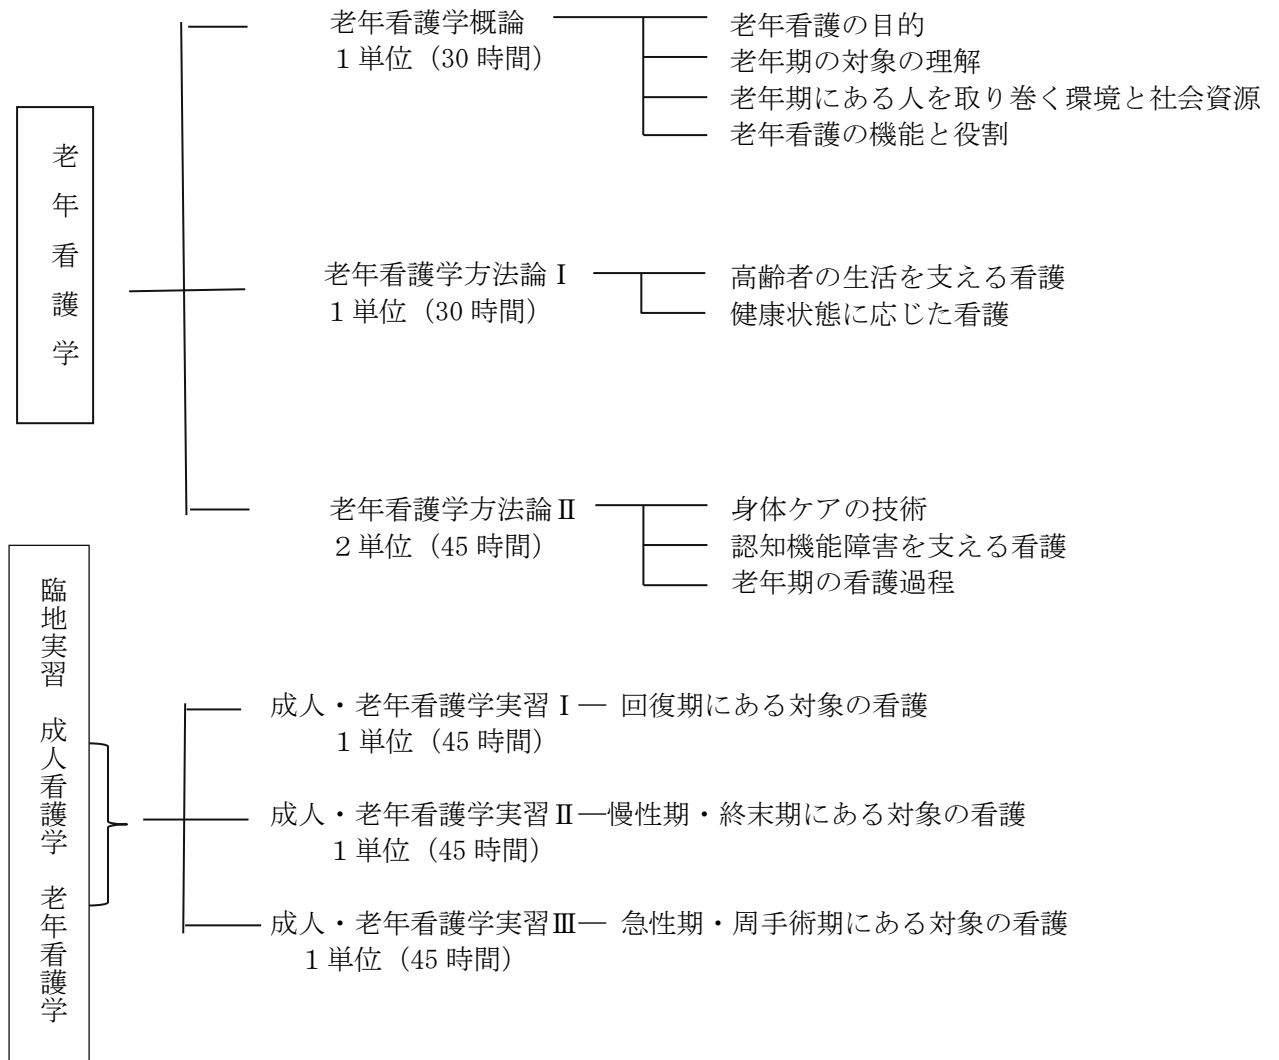 老年看護学
老年看護学概論
１単位（30 時間）
老年看護の目的
老年期の対象の理解
老年期にある人を取り巻く環境と社会資源
老年看護の機能と役割
老年看護学方法論Ⅰ
１単位（30 時間）
高齢者の生活を支える看護
健康状態に応じた看護
老年看護学方法論Ⅱ
２単位（45 時間）
身体ケアの技術
認知機能障害を支える看護
老年期の看護過程
臨地実習　成人看護学　老年看護学
成人・老年看護学実習Ⅰ― 回復期にある対象の看護
１単位（45 時間）
成人・老年看護学実習Ⅱ―慢性期・終末期にある対象の看護
１単位（45 時間）
成人・老年看護学実習Ⅲ― 急性期・周手術期にある対象の看護
１単位（45 時間）